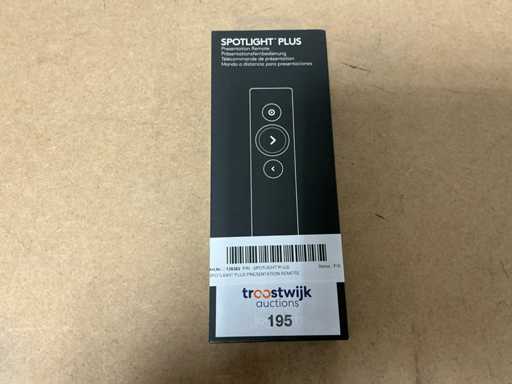 SPOTLIGHT™ PLUS
Presentation Remote
Präsentationsfernbedienung
Télécommande de présentation
Mando a distancia para presentaciones
SPOTLIGHT PLUS
SPOTLIGHT PLUS PRESENTATION REMOTE
troostwijk
auctions
195